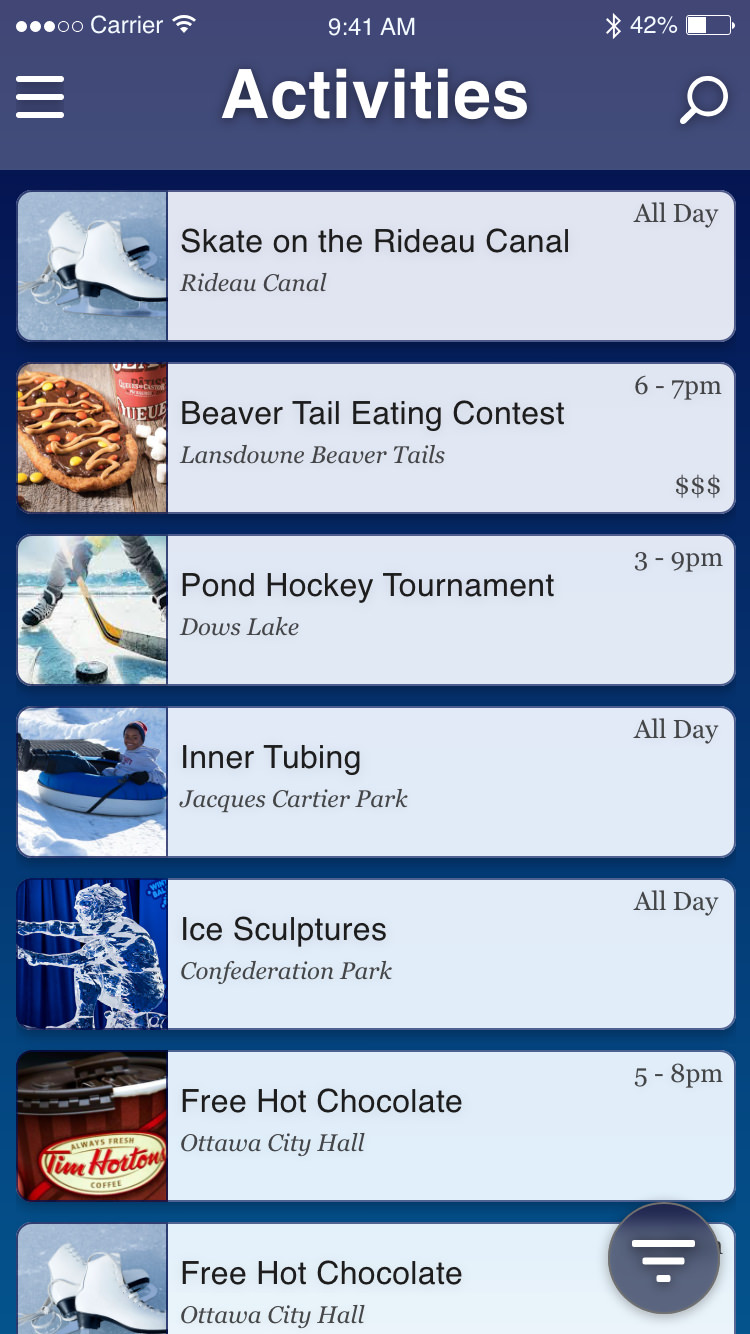 Carrier 9:41 AM 42%
Activities
All Day
Skate on the Rideau Canal
Rideau Canal
6 - 7pm
Beaver Tail Eating Contest
Lansdowne Beaver Tails
$$$
3 - 9pm
Pond Hockey Tournament
Dows Lake
All Day
Inner Tubing
Jacques Cartier Park
All Day
Ice Sculptures
Confederation Park
5 - 8pm
Free Hot Chocolate
Ottawa City Hall
ALWAYS FRESH
Tim Hortons
COFFEE
Free Hot Chocolate
Ottawa City Hall